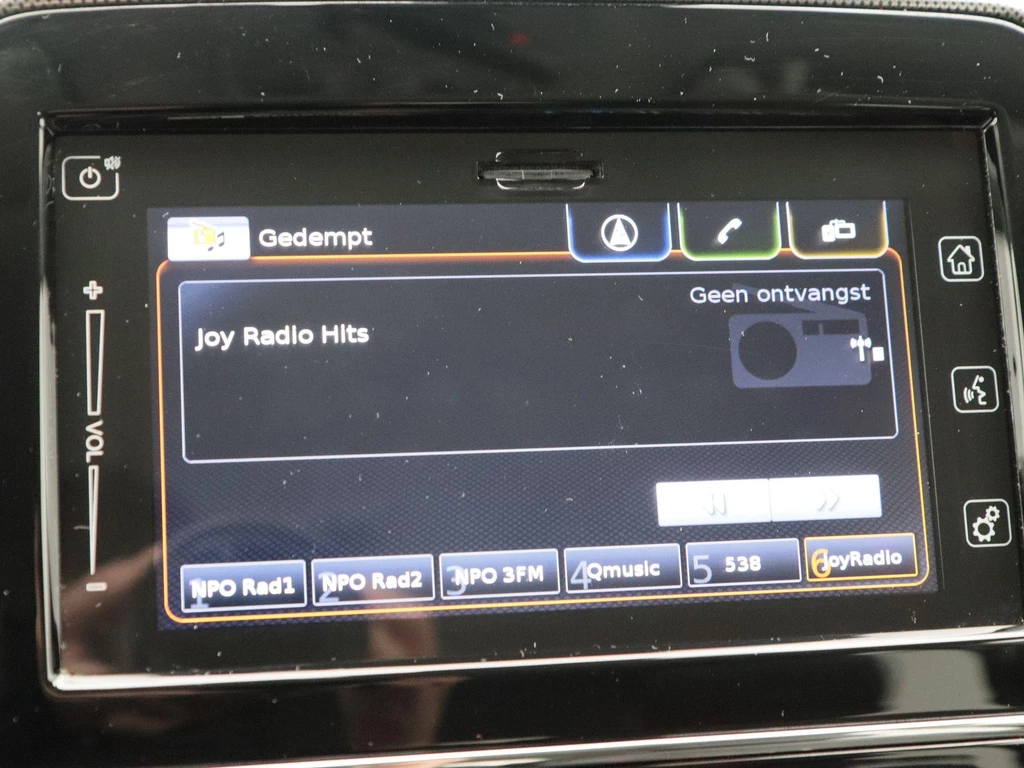 Gedempt
Geen ontvangst
Joy Radio Hits
VOL
1 NPO Rad1
2 NPO Rad2
3 NPO 3FM
4 Qmusic
5 538
6 JoyRadio